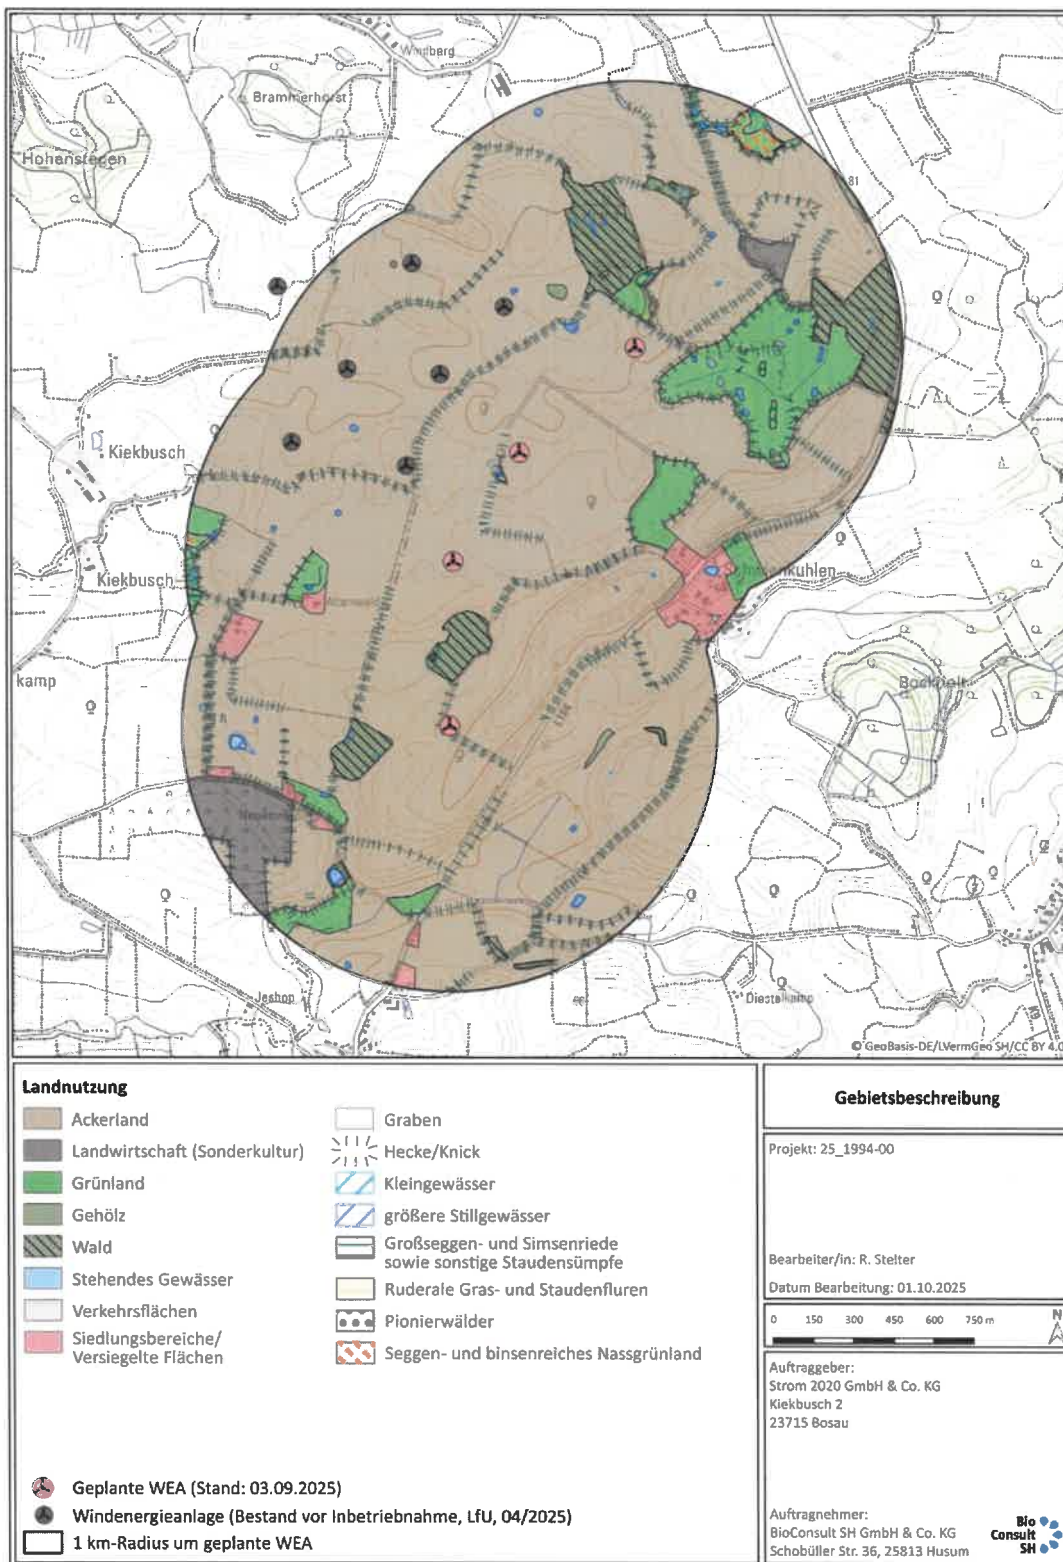 Windberg
Brammerhorst
Hohenstegen
81
Kiekbusch
Kiekbusch
kamp
Bockholt
Jeshop
Diestelkamp
© GeoBasis-DE/LVermGeo SH/CC BY 4.0
Landnutzung
Ackerland
Landwirtschaft (Sonderkultur)
Grünland
Gehölz
Wald
Stehendes Gewässer
Verkehrsflächen
Siedlungsbereiche/
Versiegelte Flächen
Graben
Hecke/Knick
Kleingewässer
größere Stillgewässer
Großseggen- und Simsenriede
sowie sonstige Staudensümpfe
Ruderale Gras- und Staudenfluren
Pionierwälder
Seggen- und binsenreiches Nassgrünland
Geplante WEA (Stand: 03.09.2025)
Windenergieanlage (Bestand vor Inbetriebnahme, LfU, 04/2025)
1 km-Radius um geplante WEA
Gebietsbeschreibung
Projekt: 25_1994-00
Bearbeiter/in: R. Stelter
Datum Bearbeitung: 01.10.2025
0 150 300 450 600 750 m
N
Auftraggeber:
Strom 2020 GmbH & Co. KG
Kiekbusch 2
23715 Bosau
Auftragnehmer:
BioConsult SH GmbH & Co. KG
Schobüller Str. 36, 25813 Husum
Bio
Consult
SH